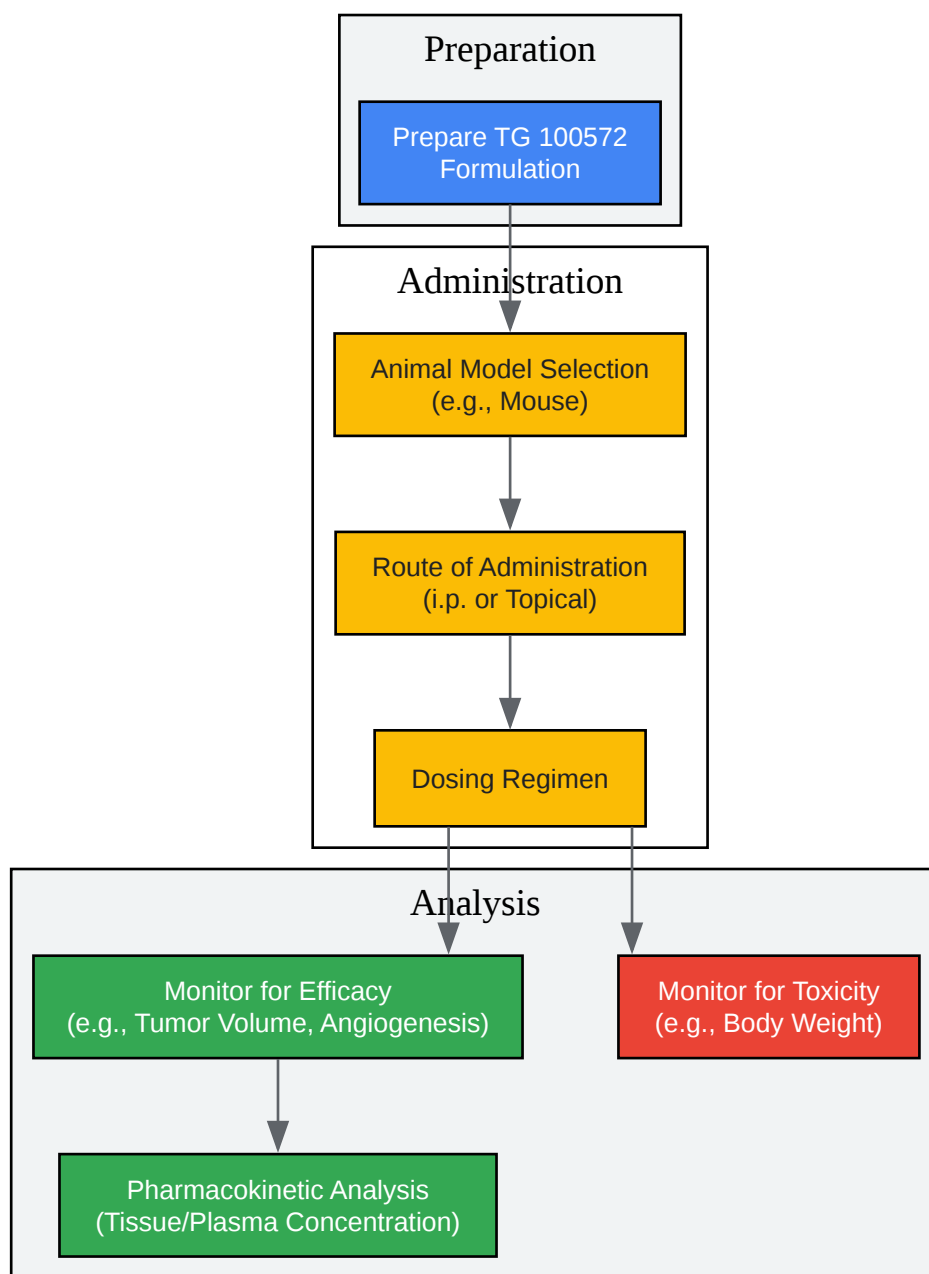 Preparation
Prepare TG 100572
Formulation
Administration
Animal Model Selection
(e.g., Mouse)
Route of Administration
(i.p. or Topical)
Dosing Regimen
Analysis
Monitor for Efficacy
(e.g., Tumor Volume, Angiogenesis)
Monitor for Toxicity
(e.g., Body Weight)
Pharmacokinetic Analysis
(Tissue/Plasma Concentration)